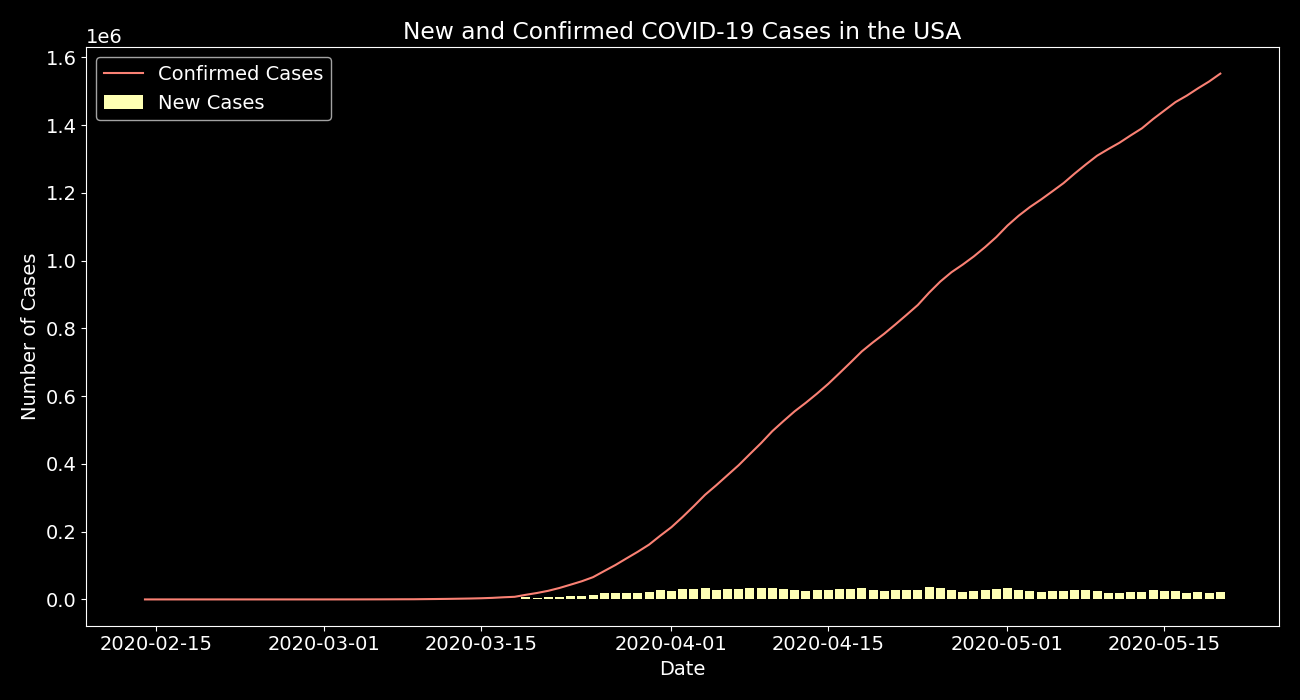 New and Confirmed COVID-19 Cases in the USA
1e6
1.6
1.4
1.2
1.0
0.8
0.6
0.4
0.2
0.0
Number of Cases
Confirmed Cases
New Cases
2020-02-15 2020-03-01 2020-03-15 2020-04-01 2020-04-15 2020-05-01 2020-05-15
Date